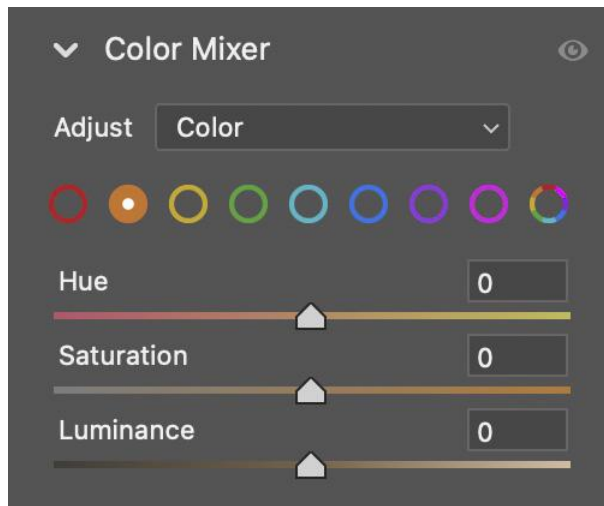 Color Mixer
Adjust Color
Hue 0
Saturation 0
Luminance 0